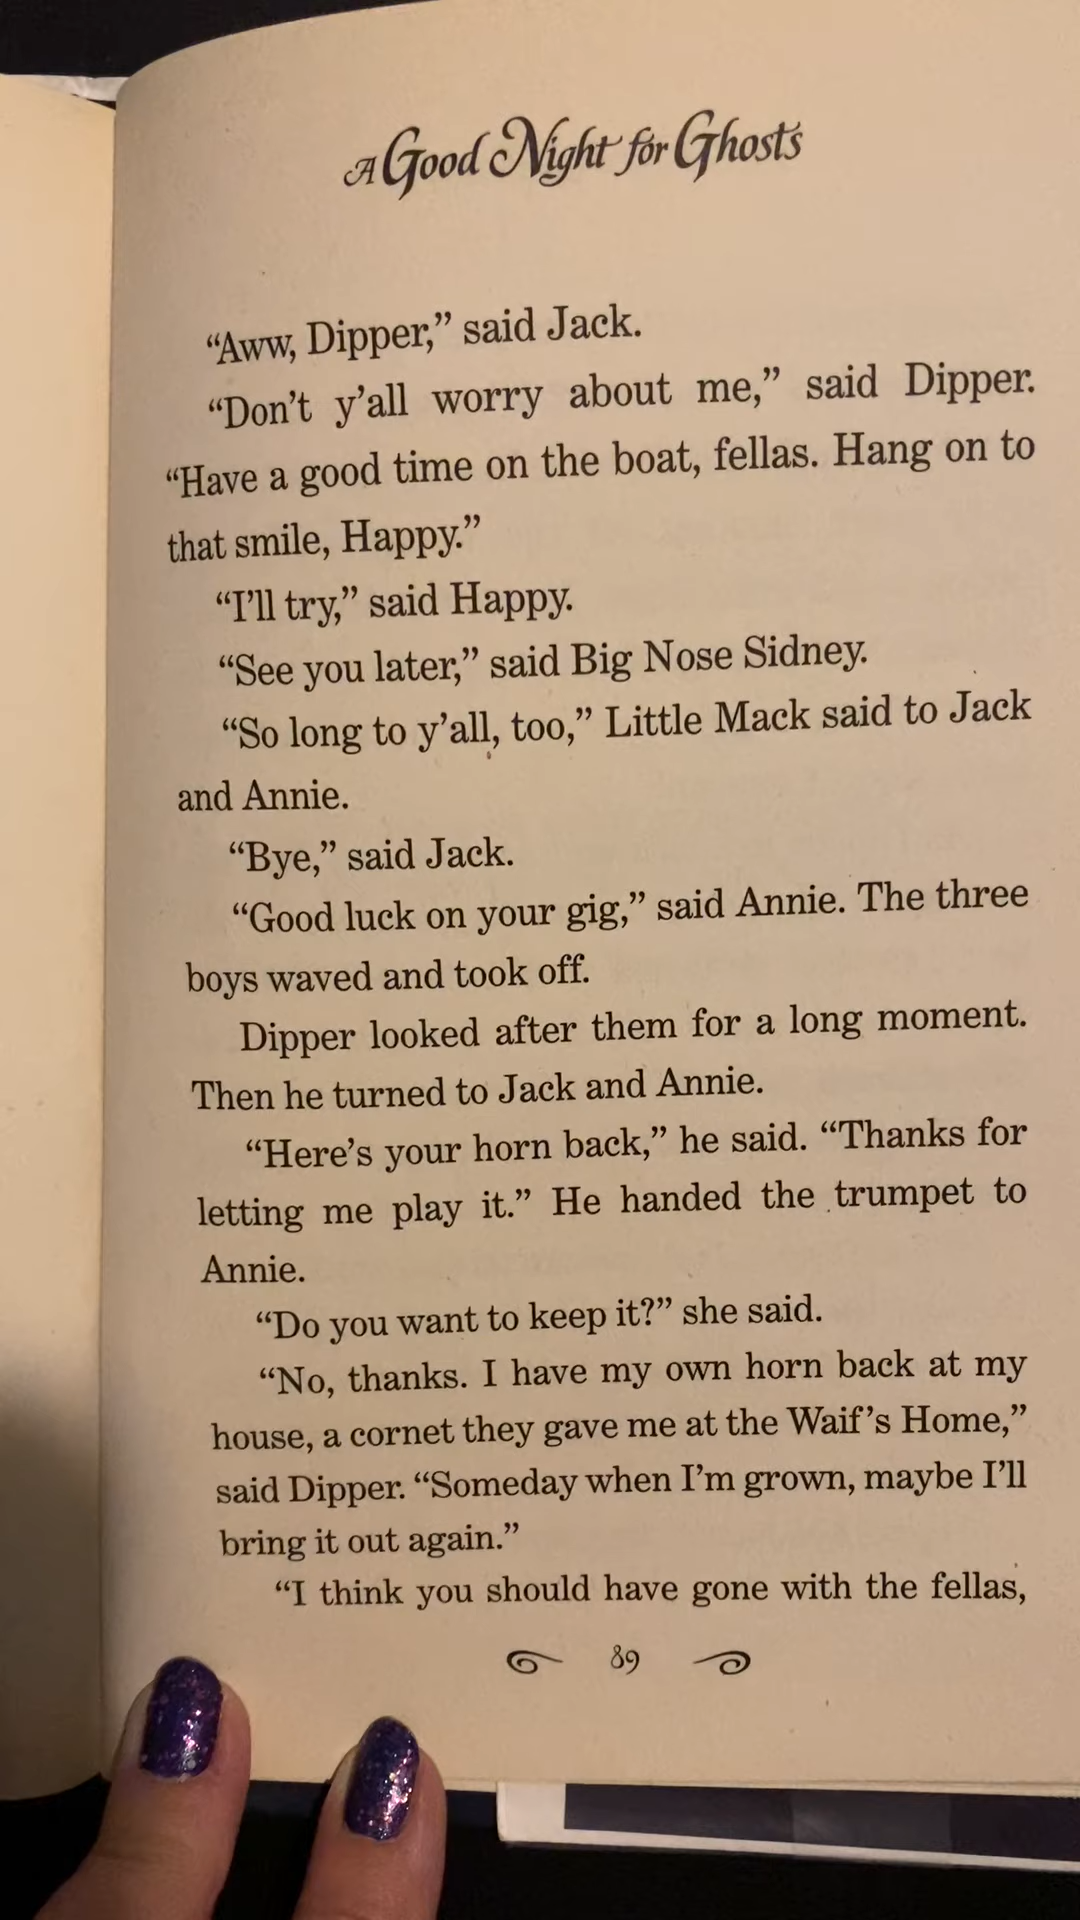 A Good Night for Ghosts
“Aww, Dipper,” said Jack.
“Don’t y’all worry about me,” said Dipper.
“Have a good time on the boat, fellas. Hang on to
that smile, Happy.”
“I’ll try,” said Happy.
“See you later,” said Big Nose Sidney.
“So long to y’all, too,” Little Mack said to Jack
and Annie.
“Bye,” said Jack.
“Good luck on your gig,” said Annie. The three
boys waved and took off.
Dipper looked after them for a long moment.
Then he turned to Jack and Annie.
“Here’s your horn back,” he said. “Thanks for
letting me play it.” He handed the trumpet to
Annie.
“Do you want to keep it?” she said.
“No, thanks. I have my own horn back at my
house, a cornet they gave me at the Waif’s Home,”
said Dipper. “Someday when I’m grown, maybe I’ll
bring it out again.”
“I think you should have gone with the fellas,
89